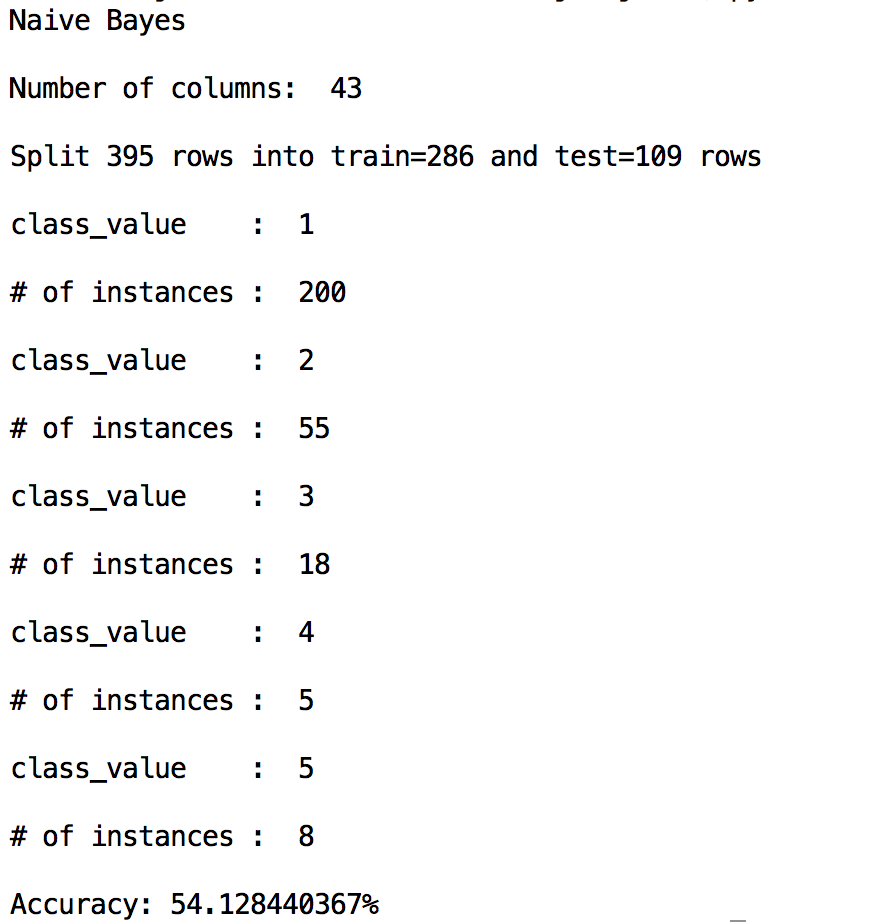 Naive Bayes
Number of columns:  43
Split 395 rows into train=286 and test=109 rows
class_value    :  1
# of instances :  200
class_value    :  2
# of instances :  55
class_value    :  3
# of instances :  18
class_value    :  4
# of instances :  5
class_value    :  5
# of instances :  8
Accuracy: 54.128440367%